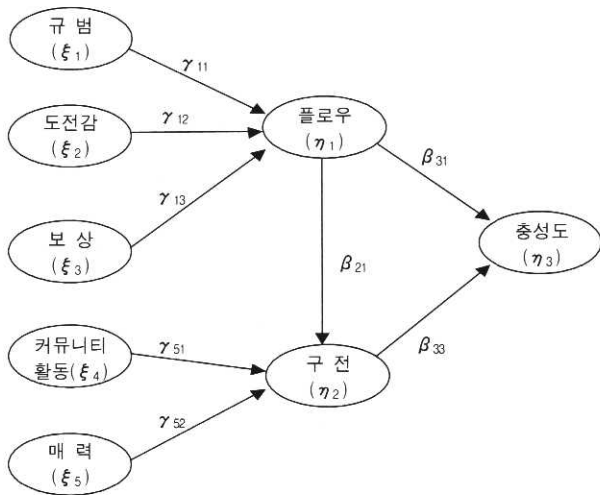 규 범
(ξ₁)
γ₁₁
도전감
(ξ₂)
γ₁₂
플로우
(η₁)
γ₁₃
β₃₁
보 상
(ξ₃)
충성도
(η₃)
β₂₁
커뮤니티
활동(ξ₄)
γ₅₁
구 전
(η₂)
β₃₃
γ₅₂
매 력
(ξ₅)